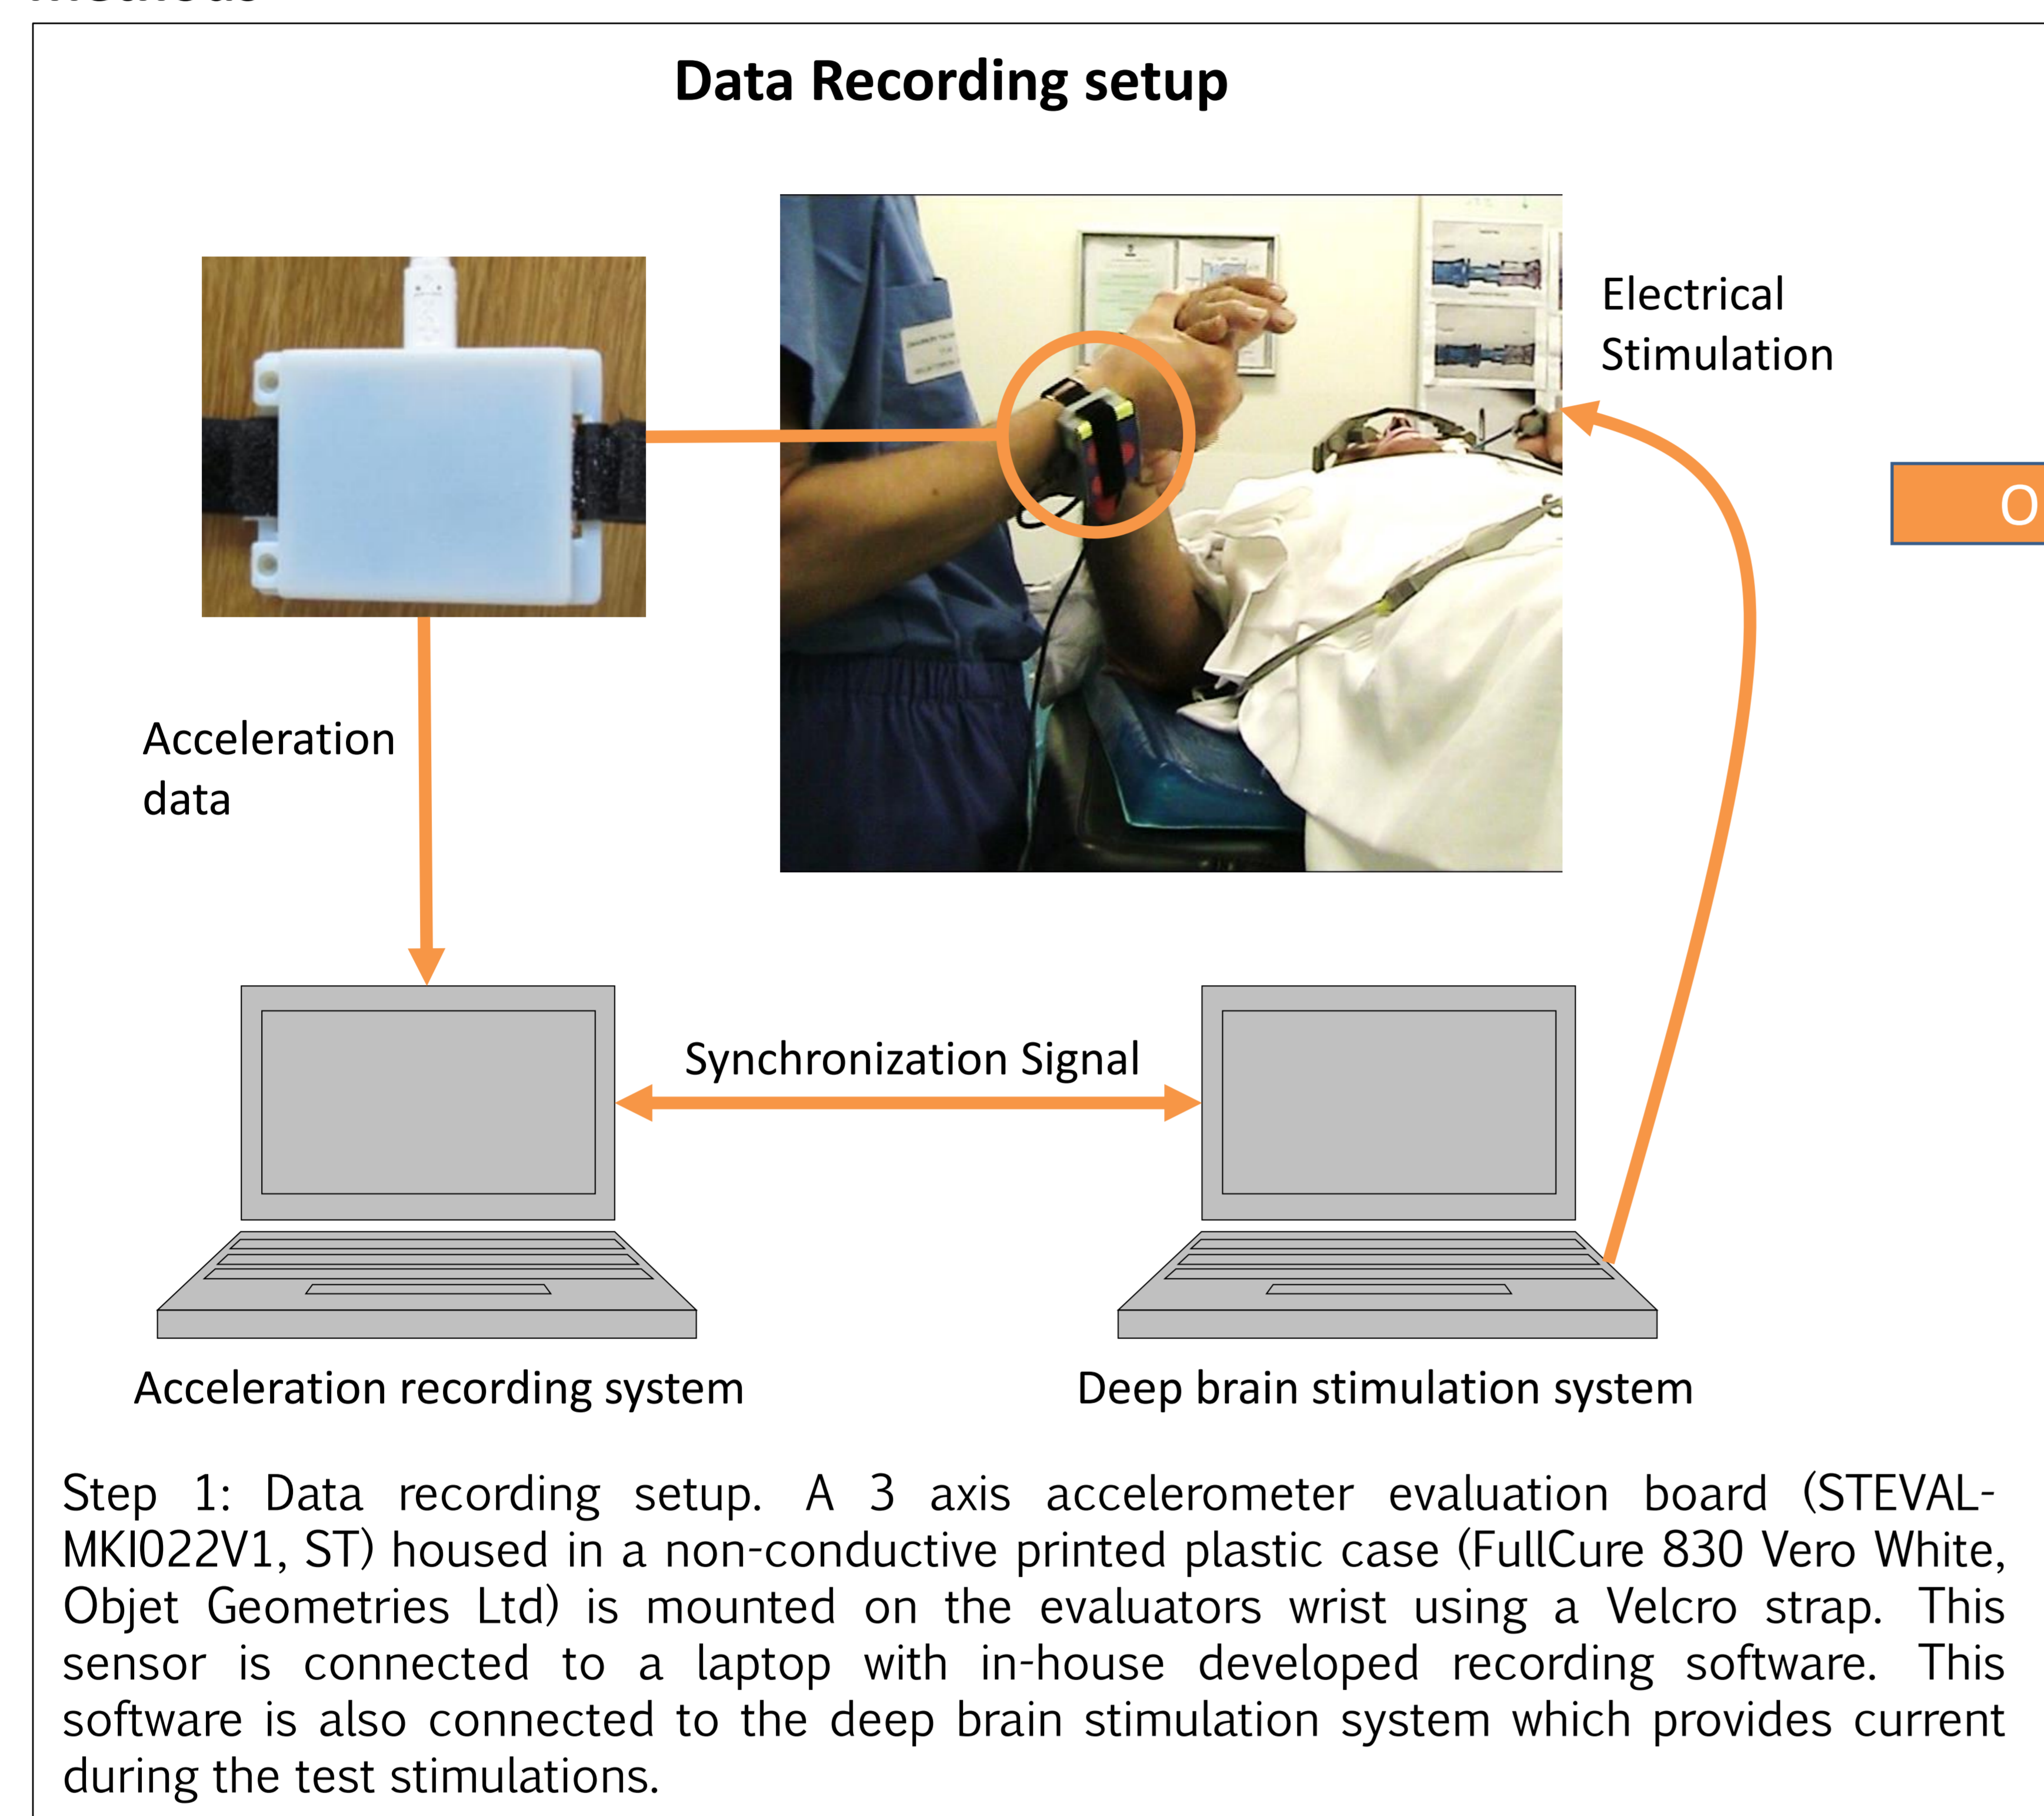 Data Recording setup
Electrical
Stimulation
O
Acceleration
data
Synchronization Signal
Acceleration recording system
Deep brain stimulation system
Step 1: Data recording setup. A 3 axis accelerometer evaluation board (STEVAL-
MKI022V1, ST) housed in a non-conductive printed plastic case (FullCure 830 Vero White,
Objet Geometries Ltd) is mounted on the evaluators wrist using a Velcro strap. This
sensor is connected to a laptop with in-house developed recording software. This
software is also connected to the deep brain stimulation system which provides current
during the test stimulations.